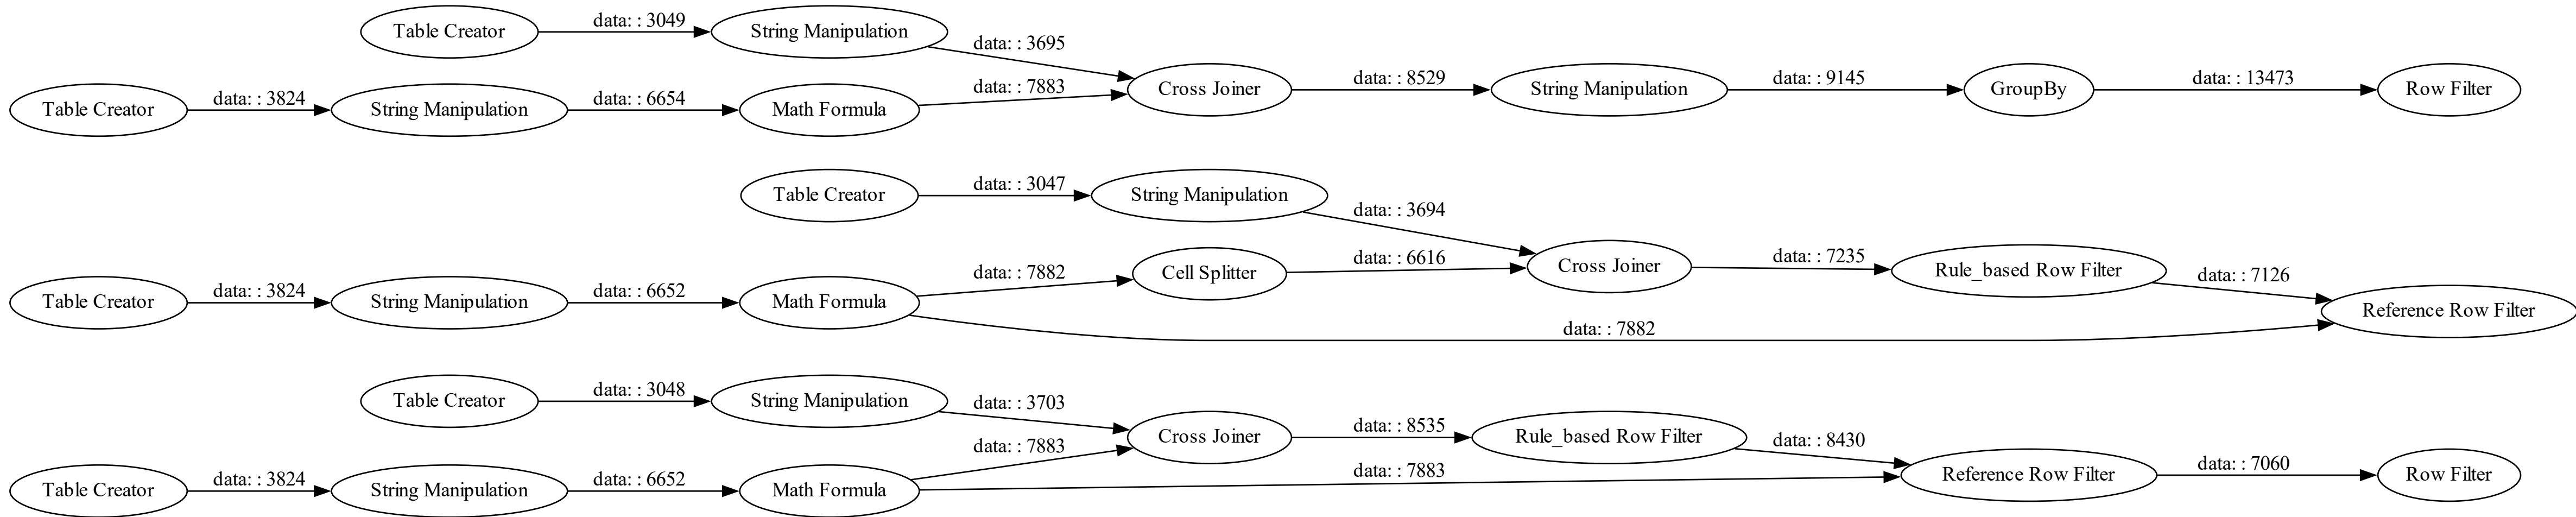 Table Creator data: : 3049 String Manipulation
data: : 3695
Table Creator data: : 3824 String Manipulation data: : 6654 Math Formula data: : 7883 Cross Joiner data: : 8529 String Manipulation data: : 9145 GroupBy data: : 13473 Row Filter
Table Creator data: : 3047 String Manipulation
data: : 3694
Table Creator data: : 3824 String Manipulation data: : 6652 Math Formula data: : 7882 Cell Splitter data: : 6616 Cross Joiner data: : 7235 Rule_based Row Filter data: : 7126
data: : 7882 Reference Row Filter
Table Creator data: : 3048 String Manipulation data: : 3703
Cross Joiner data: : 8535 Rule_based Row Filter data: : 8430
Table Creator data: : 3824 String Manipulation data: : 6652 Math Formula data: : 7883 data: : 7883 Reference Row Filter data: : 7060 Row Filter